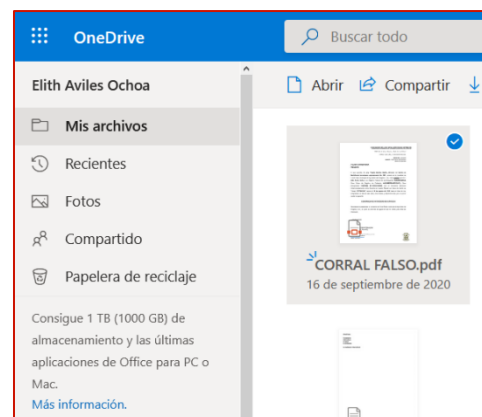 OneDrive
Buscar todo
Elith Aviles Ochoa
Abrir
Compartir
Mis archivos
Recientes
Fotos
Compartido
Papelera de reciclaje
CORRAL FALSO.pdf
16 de septiembre de 2020
Consigue 1 TB (1000 GB) de
almacenamiento y las últimas
aplicaciones de Office para PC o
Mac.
Más información.